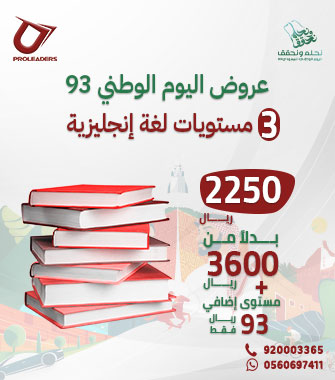 PROLEADERS
نحلم ونحقق
عروض اليوم الوطني 93
3 مستويات لغة إنجليزية
2250
ريال
بدلاً من
3600
ريال
+
مستوى إضافي
93 ريال فقط
920003365
0560697411